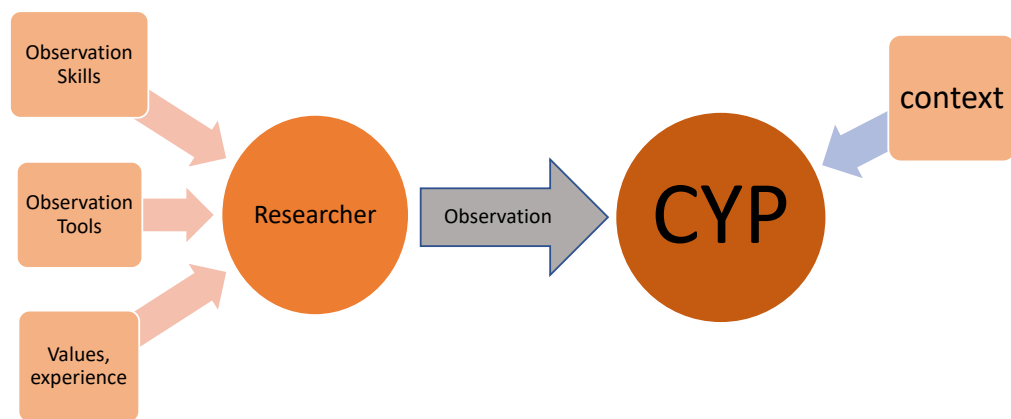 Observation
Skills
Observation
Tools
Values,
experience
Researcher
Observation
CYP
context